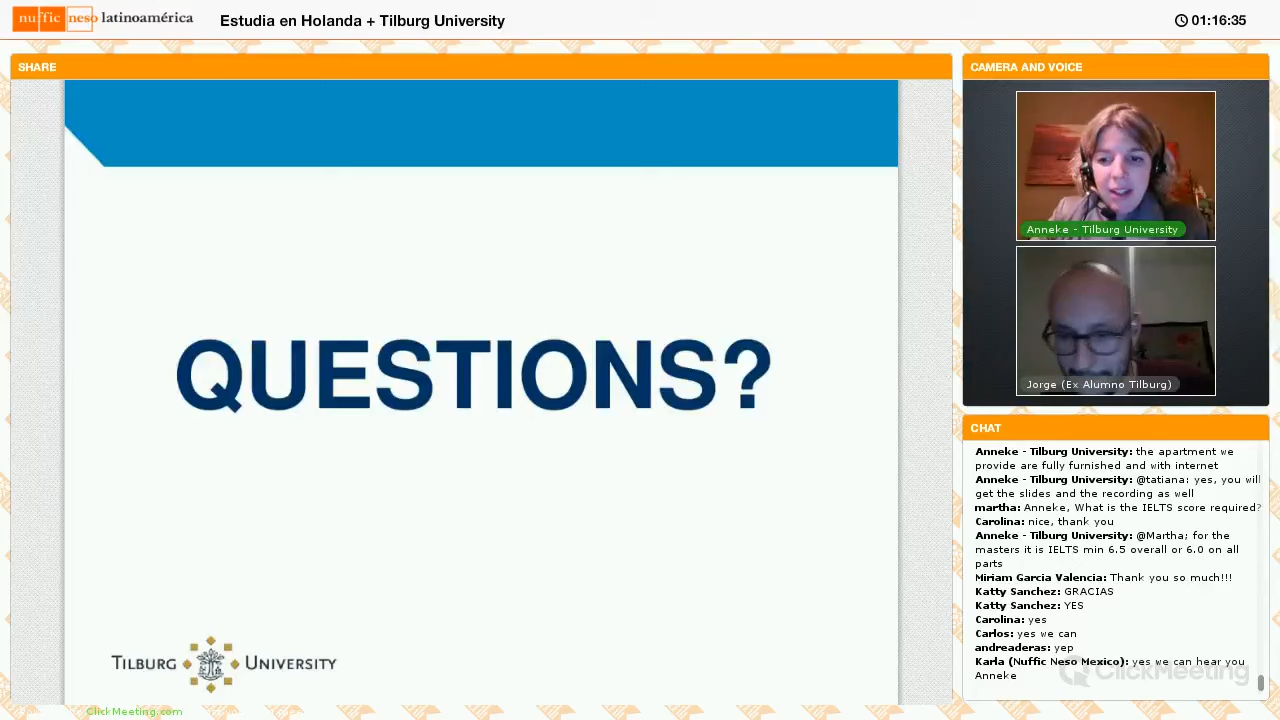 nuffic neso latinoamérica
Estudia en Holanda + Tilburg University
01:16:35
SHARE
QUESTIONS?
TILBURG UNIVERSITY
ClickMeeting.com
CAMERA AND VOICE
Anneke - Tilburg University
Jorge (Ex Alumno Tilburg)
CHAT
Anneke - Tilburg University: the apartment we
provide are fully furnished and with internet
Anneke - Tilburg University: @tatiana: yes, you will
get the slides and the recording as well
martha: Anneke, What is the IELTS score required?
Carolina: nice, thank you
Anneke - Tilburg University: @Martha; for the
masters it is IELTS min 6.5 overall or 6.0 on all
parts
Miriam Garcia Valencia: Thank you so much!!!
Katty Sanchez: GRACIAS
Katty Sanchez: YES
Carolina: yes
Carlos: yes we can
andreaderas: yep
Karla (Nuffic Neso Mexico): yes we can hear you
Anneke
ClickMeeting